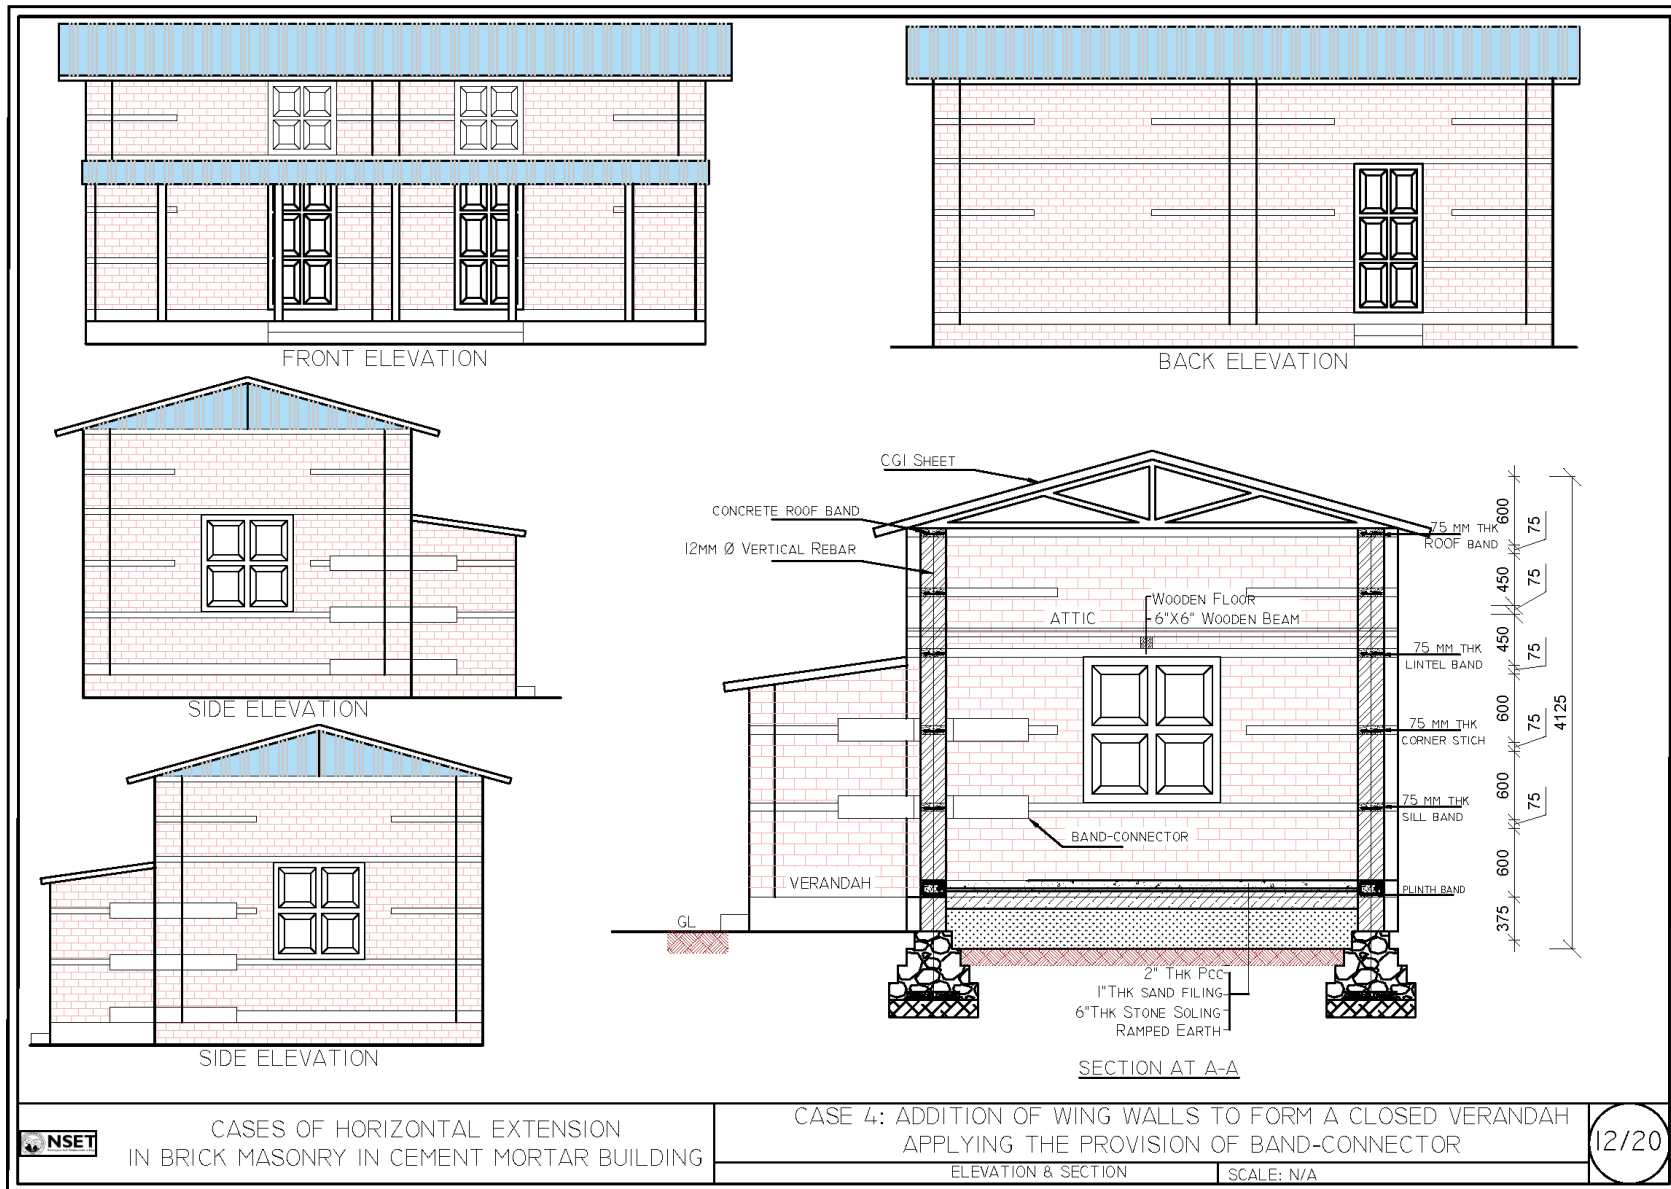 FRONT ELEVATION
BACK ELEVATION
SIDE ELEVATION
SIDE ELEVATION
CGI SHEET
CONCRETE ROOF BAND
12MM Ø VERTICAL REBAR
ATTIC
WOODEN FLOOR
6"X6" WOODEN BEAM
BAND-CONNECTOR
VERANDAH
GL
75 MM THK
ROOF BAND
75 MM THK
LINTEL BAND
75 MM THK
CORNER STICH
75 MM THK
SILL BAND
PLINTH BAND
600
75
450
75
450
75
600
75
600
75
600
375
4125
2" THK PCC
1"THK SAND FILING
6"THK STONE SOLING
RAMPED EARTH
SECTION AT A-A
NSET
CASES OF HORIZONTAL EXTENSION
IN BRICK MASONRY IN CEMENT MORTAR BUILDING
CASE 4: ADDITION OF WING WALLS TO FORM A CLOSED VERANDAH
APPLYING THE PROVISION OF BAND-CONNECTOR
ELEVATION & SECTION
SCALE: N/A
12/20